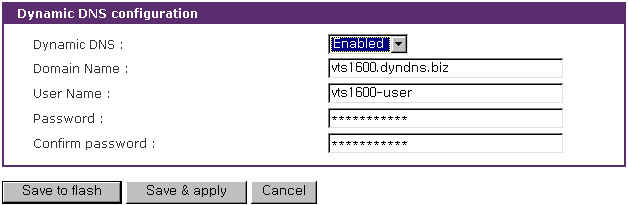 Dynamic DNS configuration
Dynamic DNS : Enabled
Domain Name : vts1600.dyndns.biz
User Name : vts1600-user
Password : ***********
Confirm password : ***********
Save to flash Save & apply Cancel